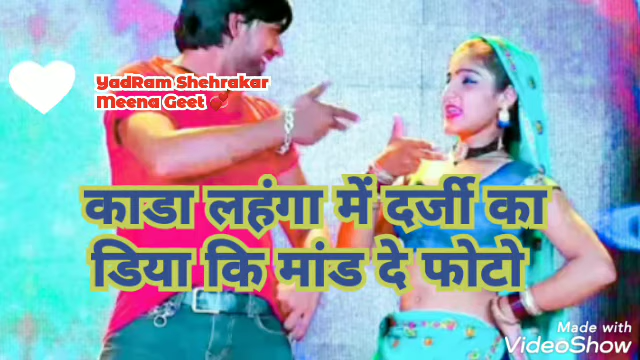 YadRam Shehrakar
Meena Geet
काडा लहंगा में दर्जी का
डिया कि मांड दे फोटो
Made with
VideoShow